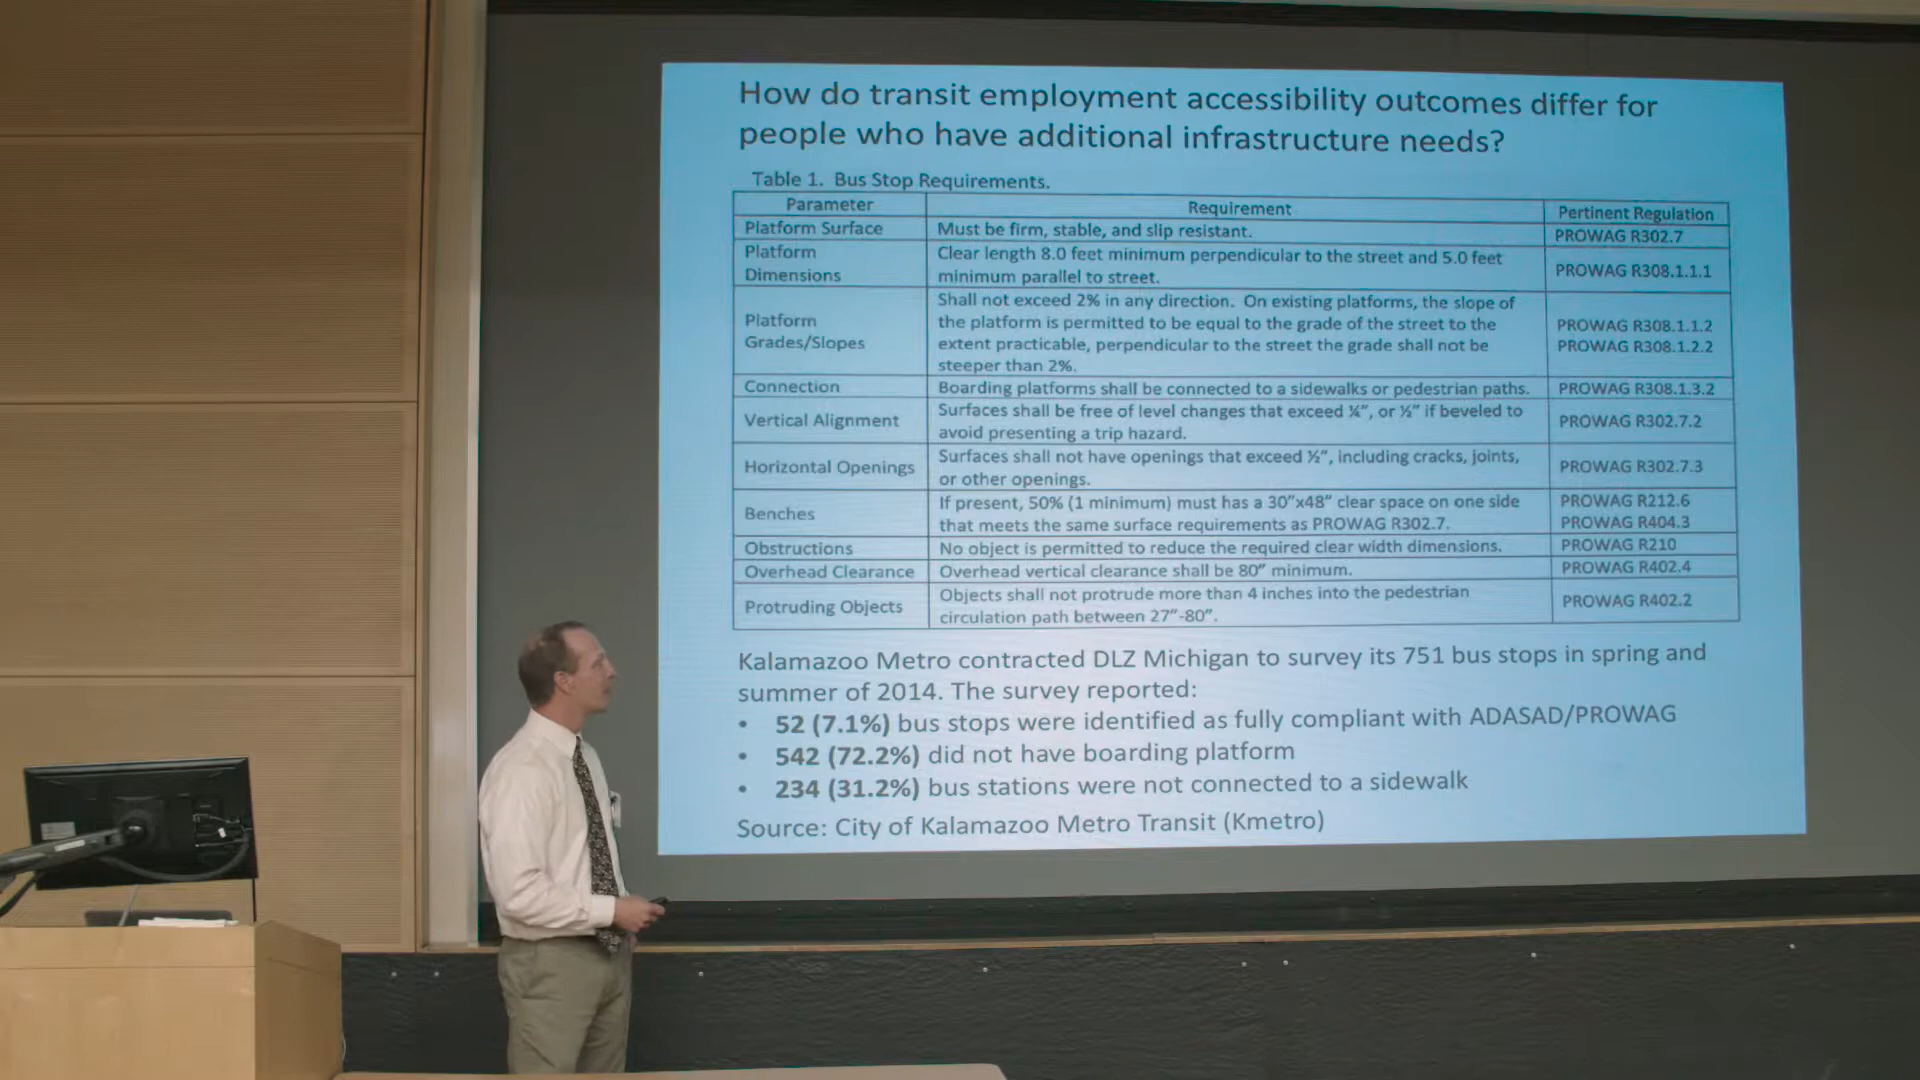 How do transit employment accessibility outcomes differ for
people who have additional infrastructure needs?
Table 1. Bus Stop Requirements.
Parameter Requirement Pertinent Regulation
Platform Surface Must be firm, stable, and slip resistant. PROWAG R302.7
Platform Dimensions Clear length 8.0 feet minimum perpendicular to the street and 5.0 feet
minimum parallel to street. PROWAG R308.1.1.1
Platform Grades/Slopes Shall not exceed 2% in any direction. On existing platforms, the slope of
the platform is permitted to be equal to the grade of the street to the
extent practicable, perpendicular to the street the grade shall not be
steeper than 2%.
PROWAG R308.1.1.2
PROWAG R308.1.2.2
Connection Boarding platforms shall be connected to a sidewalks or pedestrian paths. PROWAG R308.1.3.2
Vertical Alignment Surfaces shall be free of level changes that exceed ¼”, or ½” if beveled to
avoid presenting a trip hazard. PROWAG R302.7.2
Horizontal Openings Surfaces shall not have openings that exceed ½”, including cracks, joints,
or other openings. PROWAG R302.7.3
Benches If present, 50% (1 minimum) must has a 30”x48” clear space on one side
that meets the same surface requirements as PROWAG R302.7.
PROWAG R212.6
PROWAG R404.3
Obstructions No object is permitted to reduce the required clear width dimensions. PROWAG R210
Overhead Clearance Overhead vertical clearance shall be 80” minimum. PROWAG R402.4
Protruding Objects Objects shall not protrude more than 4 inches into the pedestrian
circulation path between 27”-80”. PROWAG R402.2
Kalamazoo Metro contracted DLZ Michigan to survey its 751 bus stops in spring and
summer of 2014. The survey reported:
• 52 (7.1%) bus stops were identified as fully compliant with ADASAD/PROWAG
• 542 (72.2%) did not have boarding platform
• 234 (31.2%) bus stations were not connected to a sidewalk
Source: City of Kalamazoo Metro Transit (Kmetro)